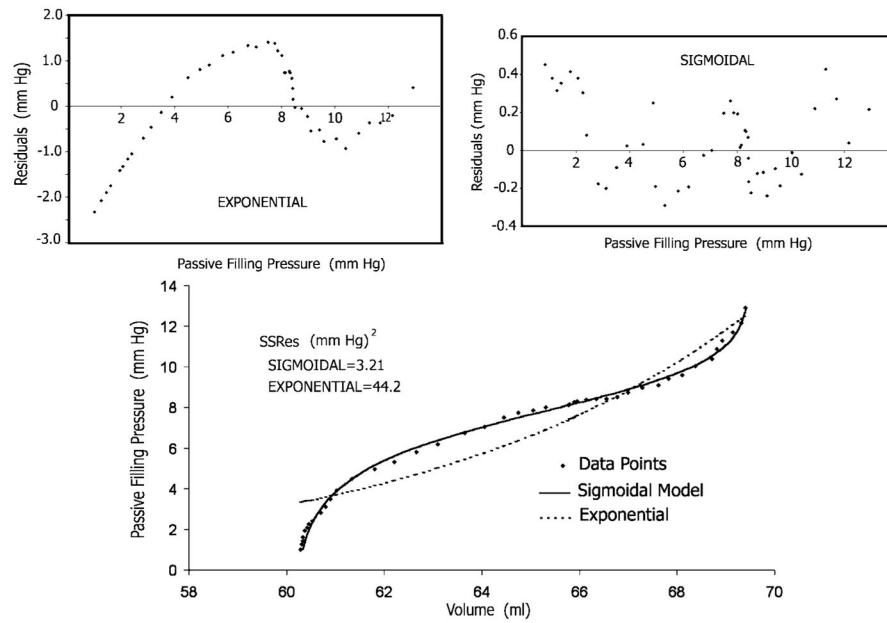 2.0
1.0
0
-1.0
-2.0
-3.0
Residuals (mm Hg)
2 4 6 8 10 12
EXPONENTIAL
Passive Filling Pressure (mm Hg)
0.6
0.4
0.2
0
-0.2
-0.4
Residuals (mm Hg)
SIGMOIDAL
2 4 6 8 10 12
Passive Filling Pressure (mm Hg)
14
12
10
8
6
4
2
0
Passive Filling Pressure (mm Hg)
SSRes (mm Hg)2
SIGMOIDAL=3.21
EXPONENTIAL=44.2
Data Points
Sigmoidal Model
Exponential
58 60 62 64 66 68 70
Volume (ml)